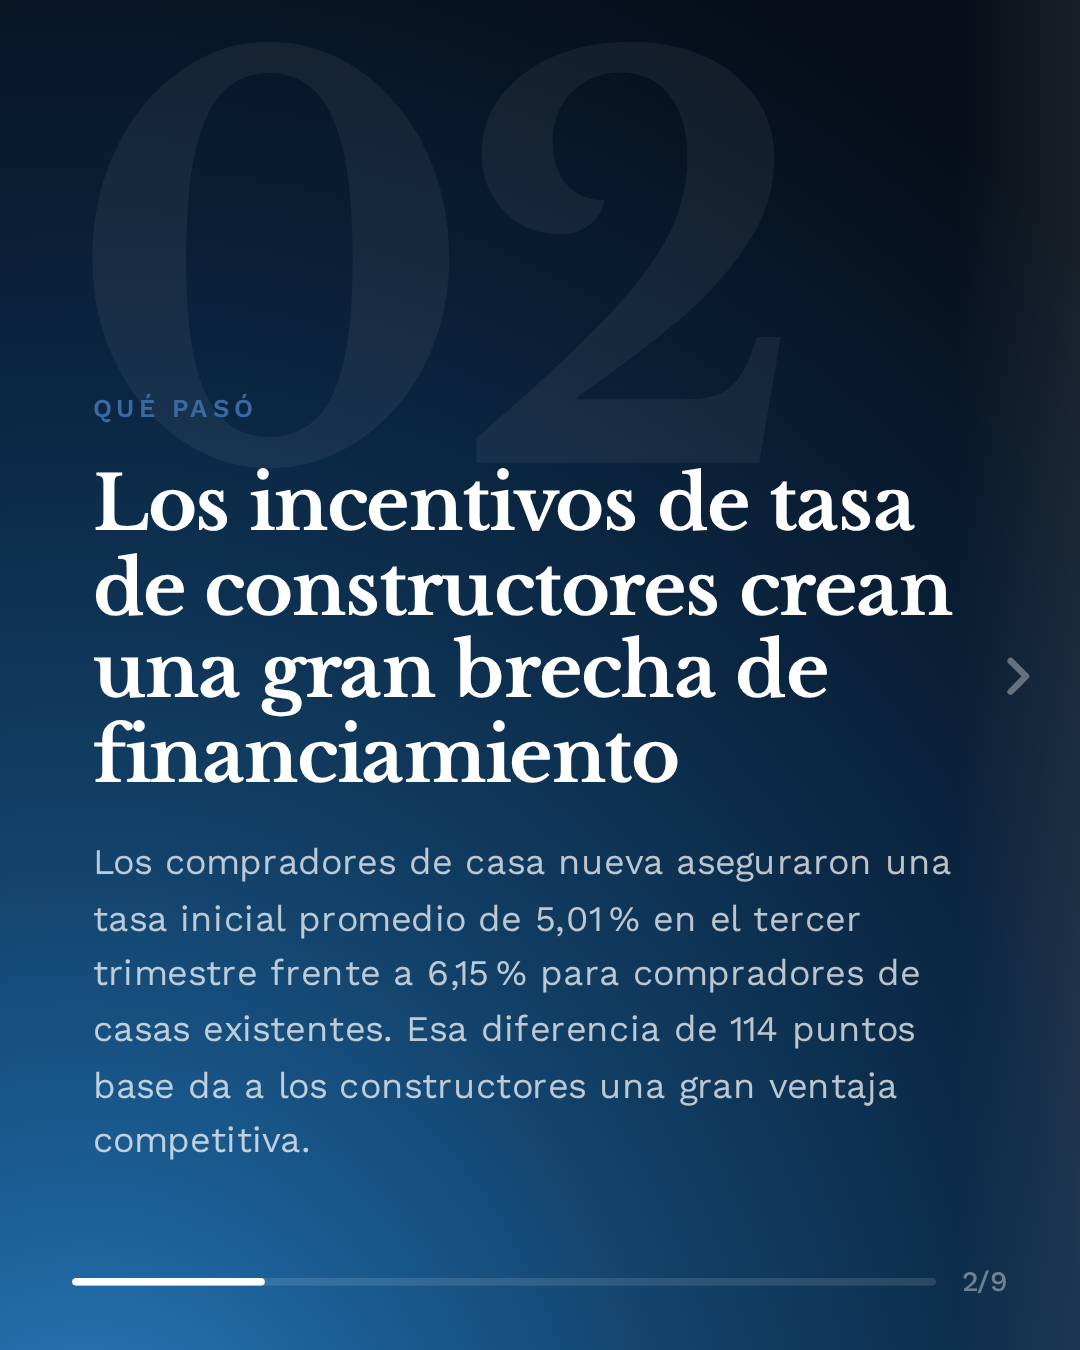 02
QUÉ PASÓ
Los incentivos de tasa
de constructores crean
una gran brecha de
financiamiento
Los compradores de casa nueva aseguraron una
tasa inicial promedio de 5,01 % en el tercer
trimestre frente a 6,15 % para compradores de
casas existentes. Esa diferencia de 114 puntos
base da a los constructores una gran ventaja
competitiva.
2/9